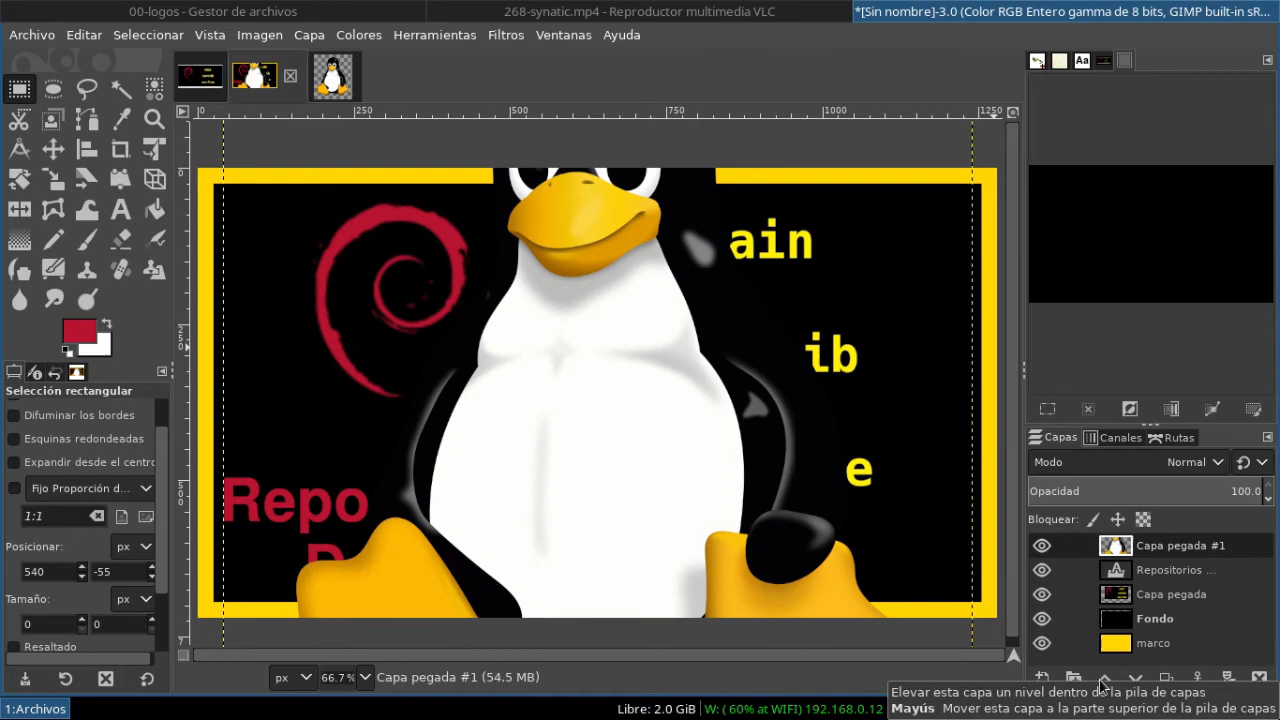 00-logos - Gestor de archivos
268-synatic.mp4 - Reproductor multimedia VLC
*[Sin nombre]-3.0 (Color RGB Entero gamma de 8 bits, GIMP built-in sR...
Archivo Editar Seleccionar Vista Imagen Capa Colores Herramientas Filtros Ventanas Ayuda
Aa
0 250 500 750 1000 1250
0
250
500
ain
ib
e
Repo
Selección rectangular
Difuminar los bordes
Esquinas redondeadas
Expandir desde el centro
Fijo Proporción d...
1:1
Posicionar: px
540 -55
Tamaño: px
0 0
Resaltado
px 66.7% Capa pegada #1 (54.5 MB)
Capas Canales Rutas
Modo Normal
Opacidad 100.0
Bloquear:
Capa pegada #1
Repositorios ...
Capa pegada
Fondo
marco
Elevar esta capa un nivel dentro de la pila de capas
Mayús Mover esta capa a la parte superior de la pila de capas
1:Archivos
Libre: 2.0 GiB W: ( 60% at WIFI) 192.168.0.12